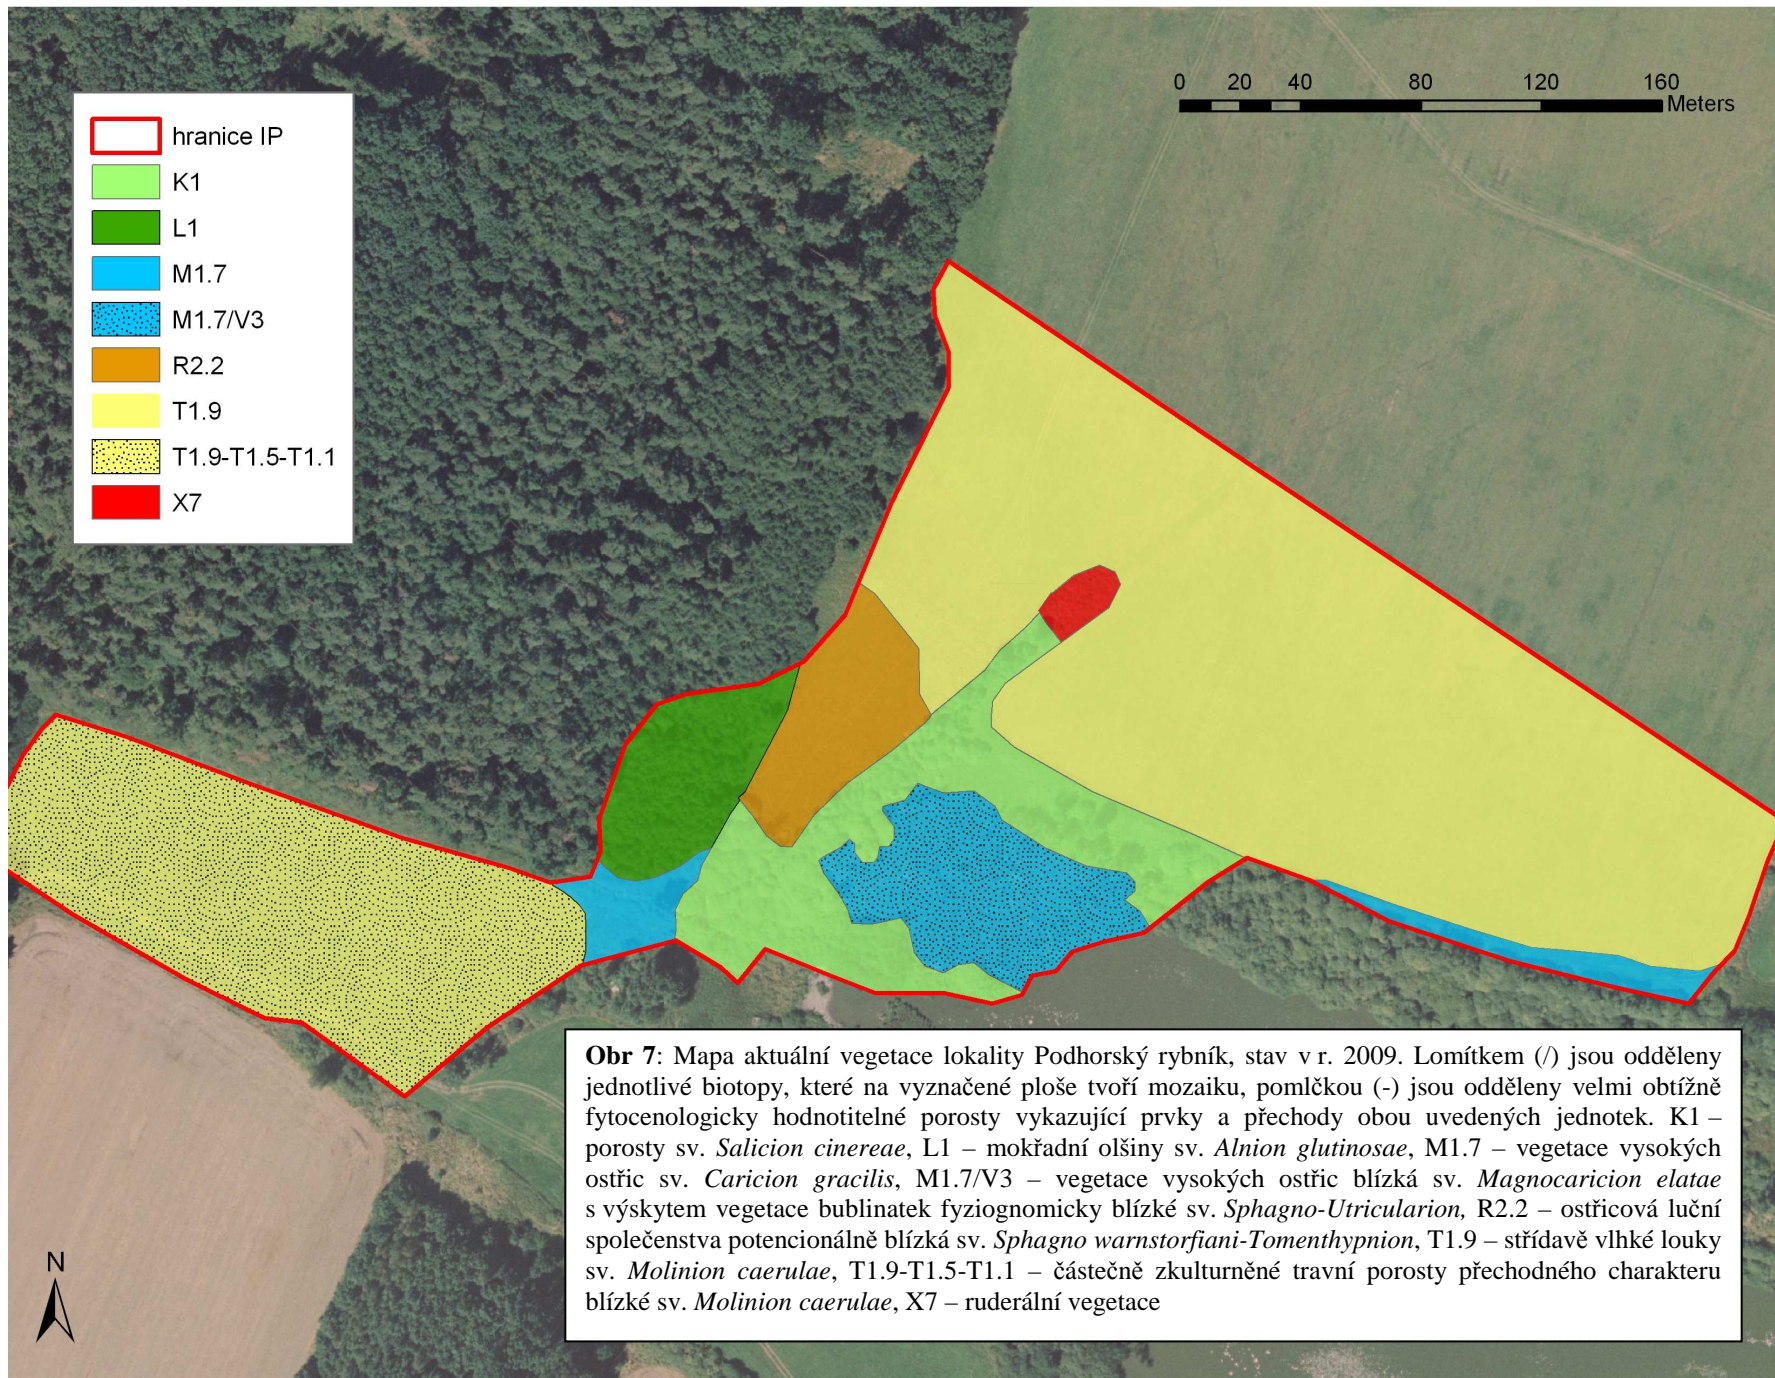 0 20 40 80 120 160
Meters
hranice IP
K1
L1
M1.7
M1.7/V3
R2.2
T1.9
T1.9-T1.5-T1.1
X7
Obr 7: Mapa aktuální vegetace lokality Podhorský rybník, stav v r. 2009. Lomítkem (/) jsou odděleny
jednotlivé biotopy, které na vyznačené ploše tvoří mozaiku, pomlčkou (-) jsou odděleny velmi obtížně
fytocenologicky hodnotitelné porosty vykazující prvky a přechody obou uvedených jednotek. K1 –
porosty sv. Salicion cinereae, L1 – mokřadní olšiny sv. Alnion glutinosae, M1.7 – vegetace vysokých
ostřic sv. Caricion gracilis, M1.7/V3 – vegetace vysokých ostřic blízká sv. Magnocaricion elatae
s výskytem vegetace bublinatek fyziognomicky blízké sv. Sphagno-Utricularion, R2.2 – ostřicová luční
společenstva potencionálně blízká sv. Sphagno warnstorfiani-Tomenthypnion, T1.9 – střídavě vlhké louky
sv. Molinion caerulae, T1.9-T1.5-T1.1 – částečně zkulturněné travní porosty přechodného charakteru
blízké sv. Molinion caerulae, X7 – ruderální vegetace
N